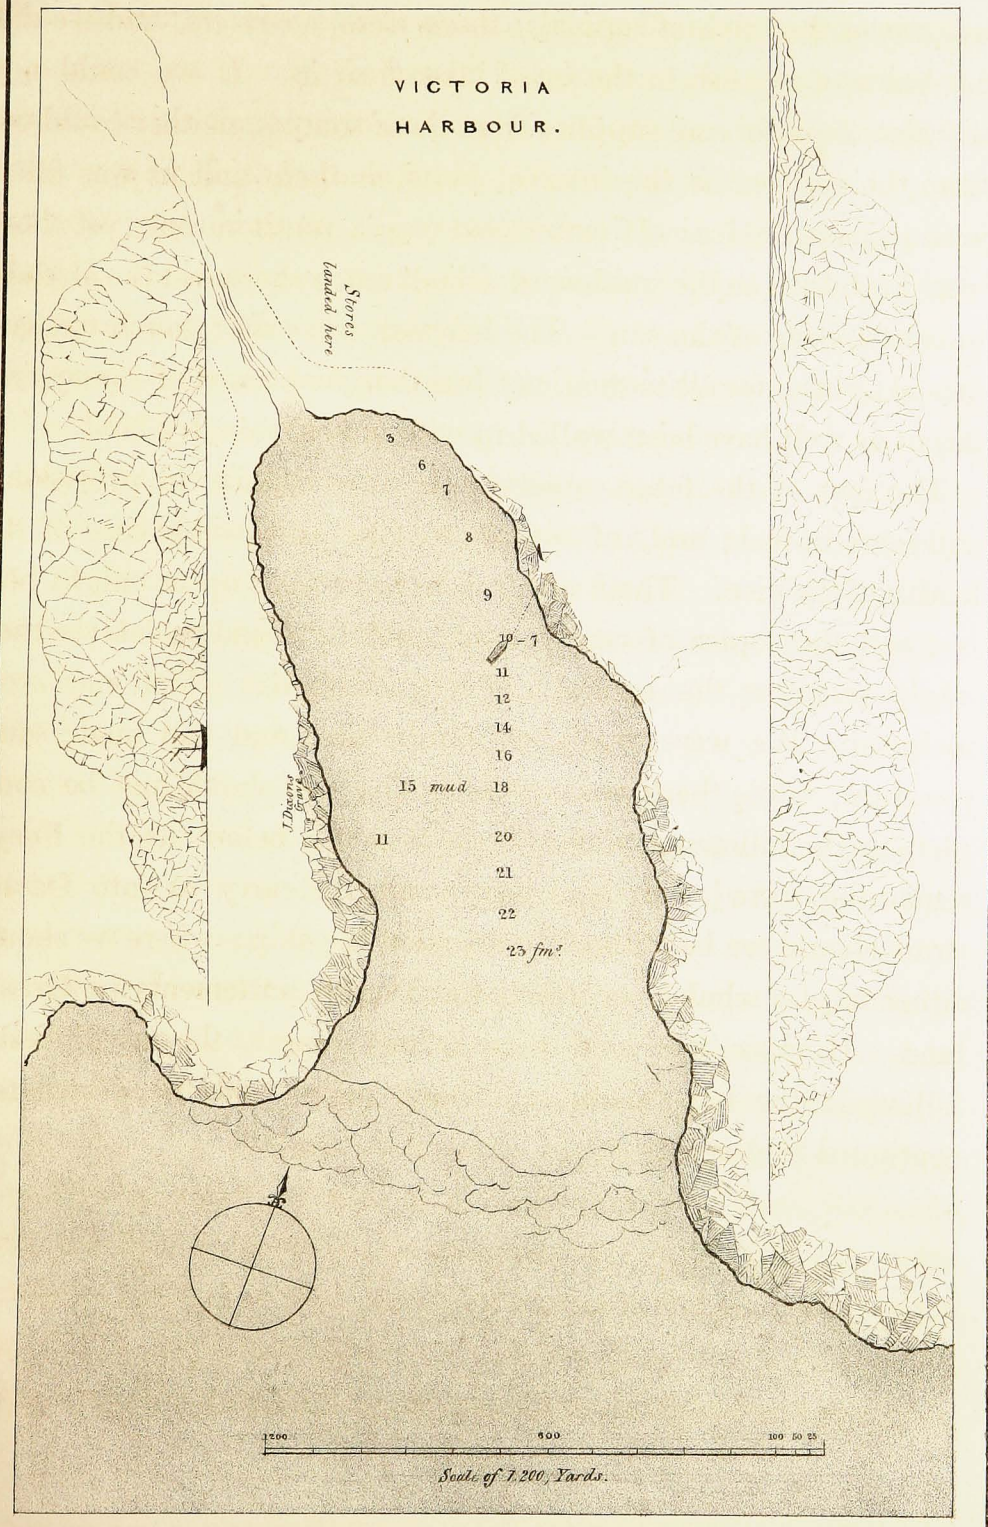 VICTORIA
HARBOUR.
Stores
landed here
3
6
7
8
9
10 - 7
11
12
14
16
15 mud 18
J. Dixons
Grave
11
20
21
22
23 fms.
1200 600 100 50 25
Scale of 1,200, Yards.